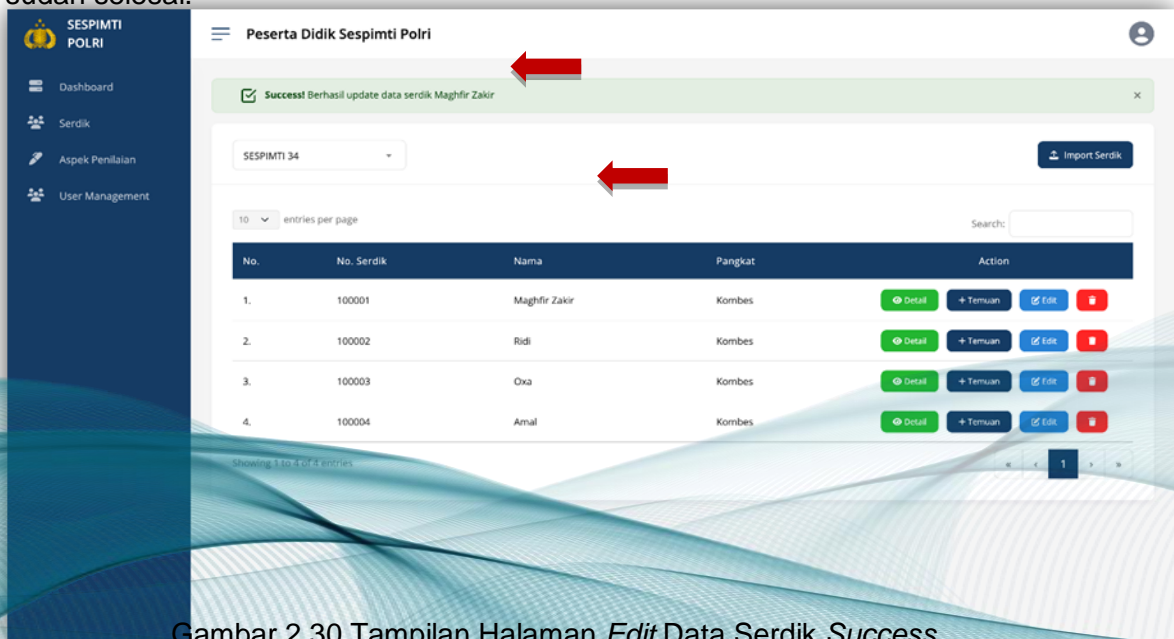 sudah selesai.
SESPIMTI
POLRI
Peserta Didik Sespimti Polri
Dashboard
Serdik
Aspek Penilaian
User Management
Success! Berhasil update data serdik Maghfir Zakir
×
SESPIMTI 34
Import Serdik
10 entries per page
Search:
No. No. Serdik Nama Pangkat Action
1. 100001 Maghfir Zakir Kombes Detail + Temuan Edit
2. 100002 Ridi Kombes Detail + Temuan Edit
3. 100003 Oxa Kombes Detail + Temuan Edit
4. 100004 Amal Kombes Detail + Temuan Edit
Showing 1 to 4 of 4 entries
« ‹ 1 › »
Gambar 2.30 Tampilan Halaman Edit Data Serdik Success